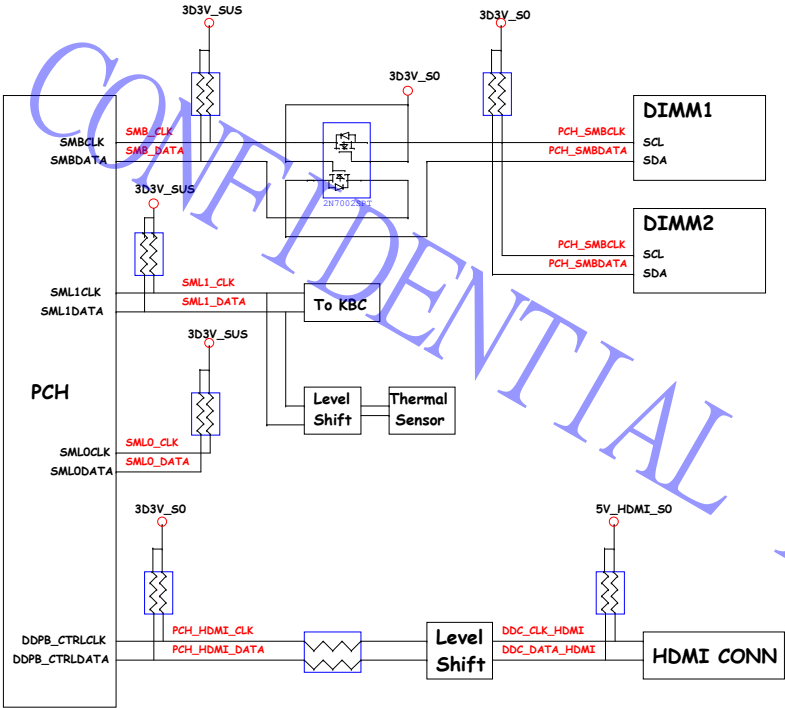 3D3V_SUS
3D3V_S0
3D3V_S0
DIMM1
SMBCLK
SMB_CLK
PCH_SMBCLK
SCL
SMBDATA
SMB_DATA
PCH_SMBDATA
SDA
3D3V_SUS
2N7002SPT
DIMM2
PCH_SMBCLK
SCL
PCH_SMBDATA
SDA
SML1CLK
SML1_CLK
SML1DATA
SML1_DATA
To KBC
3D3V_SUS
PCH
Level
Shift
Thermal
Sensor
SML0CLK
SML0_CLK
SML0DATA
SML0_DATA
3D3V_S0
5V_HDMI_S0
DDPB_CTRLCLK
PCH_HDMI_CLK
DDPB_CTRLDATA
PCH_HDMI_DATA
Level
Shift
DDC_CLK_HDMI
DDC_DATA_HDMI
HDMI CONN
CONFIDENTIAL